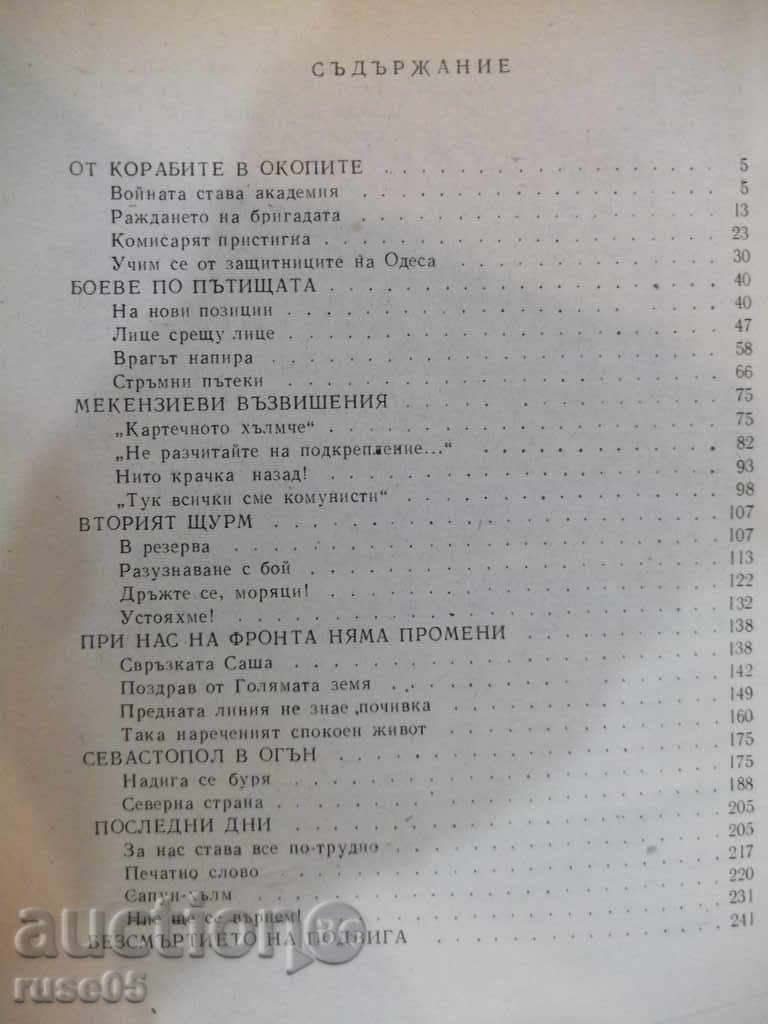 СЪДЪРЖАНИЕ
ОТ КОРАБИТЕ В ОКОПИТЕ . . . . . . . . . . . . . . 5
Войната става академия . . . . . . . . . . . . . . 5
Раждането на бригадата . . . . . . . . . . . . . . 13
Комисарят пристигна . . . . . . . . . . . . . . 23
Учим се от защитниците на Одеса . . . . . . . . . . 30
БОЕВЕ ПО ПЪТИЩАТА . . . . . . . . . . . . . . 40
На нови позиции . . . . . . . . . . . . . . 40
Лице срещу лице . . . . . . . . . . . . . . 47
Врагът напира . . . . . . . . . . . . . . 58
Стръмни пътеки . . . . . . . . . . . . . . 66
МЕКЕНЗИЕВИ ВЪЗВИШЕНИЯ . . . . . . . . . . . . 75
„Картечното хълмче“ . . . . . . . . . . . . . . 75
„Не разчитайте на подкрепление...“ . . . . . . . . . . 82
Нито крачка назад! . . . . . . . . . . . . . . 93
„Тук всички сме комунисти“ . . . . . . . . . . . . 98
ВТОРИЯТ ЩУРМ . . . . . . . . . . . . . . 107
В резерва . . . . . . . . . . . . . . 107
Разузнаване с бой . . . . . . . . . . . . . . 113
Дръжте се, моряци! . . . . . . . . . . . . . . 122
Устояхме! . . . . . . . . . . . . . . 132
ПРИ НАС НА ФРОНТА НЯМА ПРОМЕНИ . . . . . . . . 138
Свръзката Саша . . . . . . . . . . . . . . 138
Поздрав от Голямата земя . . . . . . . . . . . . 142
Предната линия не знае почивка . . . . . . . . . . 149
Така нареченият спокоен живот . . . . . . . . . . 160
СЕВАСТОПОЛ В ОГЪН . . . . . . . . . . . . . . 175
Надига се буря . . . . . . . . . . . . . . 175
Северна страна . . . . . . . . . . . . . . 188
ПОСЛЕДНИ ДНИ . . . . . . . . . . . . . . 205
За нас става все по-трудно . . . . . . . . . . . . 205
Печатно слово . . . . . . . . . . . . . . 217
Сапун-хълм . . . . . . . . . . . . . . 220
Ние ще се върнем! . . . . . . . . . . . . . . 231
БЕЗСМЪРТИЕТО НА ПОДВИГА . . . . . . . . . . . . 241
auction
ruse05